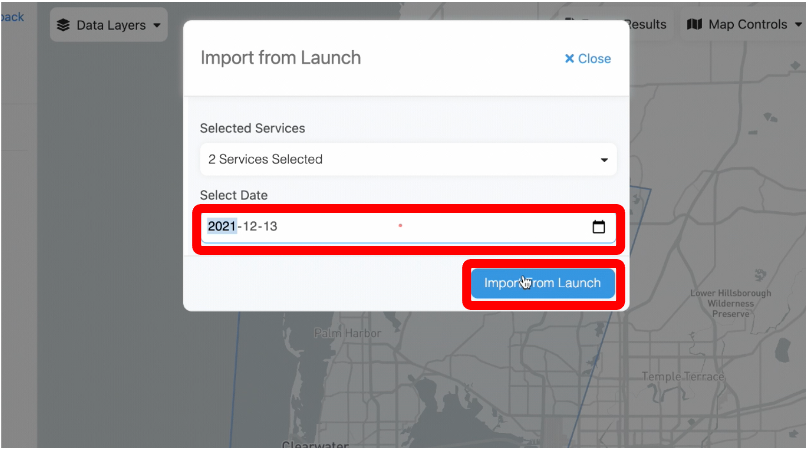 back
Data Layers
Results
Map Controls
Import from Launch
Close
Selected Services
2 Services Selected
Select Date
2021-12-13
Import From Launch
Lower Hillsborough
Wilderness
Preserve
Palm Harbor
Temple Terrace
Clearwater